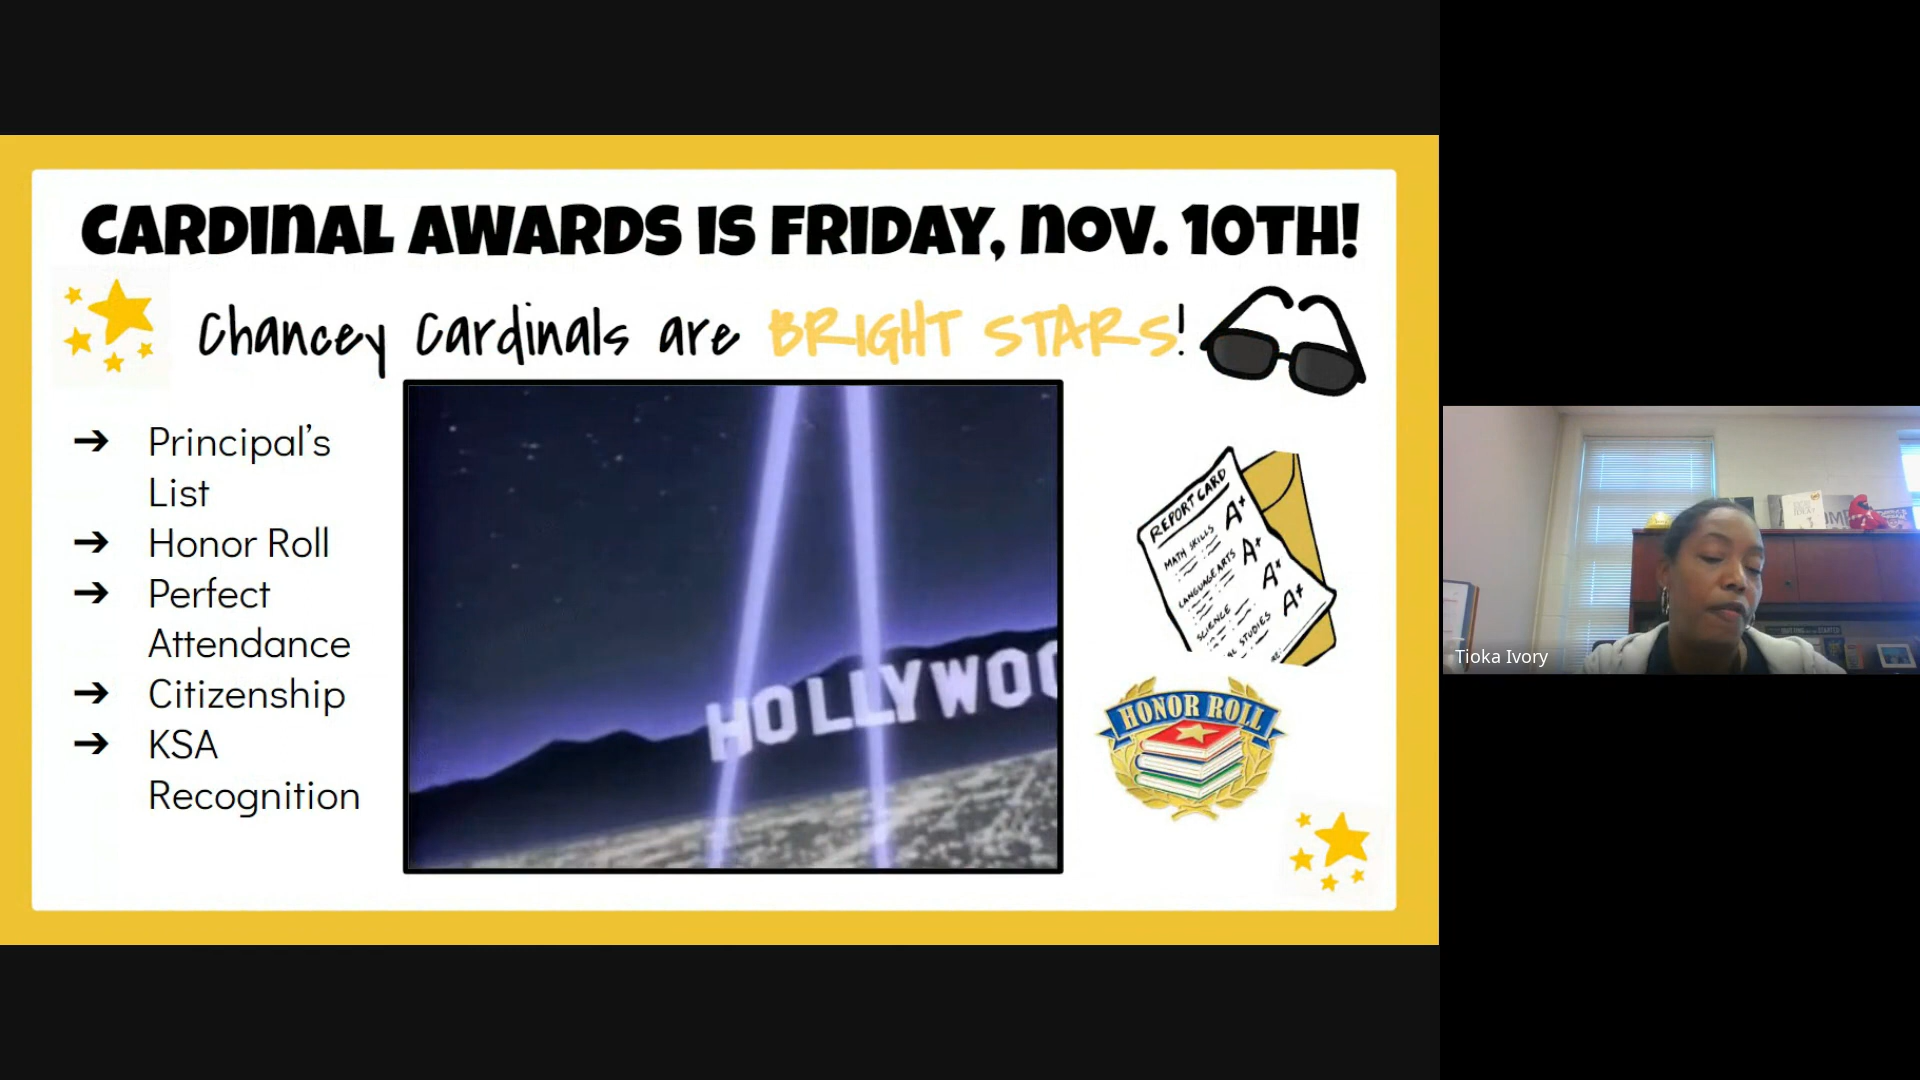 CARDINAL AWARDS IS FRIDAY, NOV. 10TH!
Chancey Cardinals are BRIGHT STARS!
➔ Principal's
List
➔ Honor Roll
➔ Perfect
Attendance
➔ Citizenship
➔ KSA
Recognition
HOLLYWOO
REPORT CARD
MATH SKILLS A+
LANGUAGE ARTS A+
SCIENCE A+
STUDIES A+
HONOR ROLL
Tioka Ivory